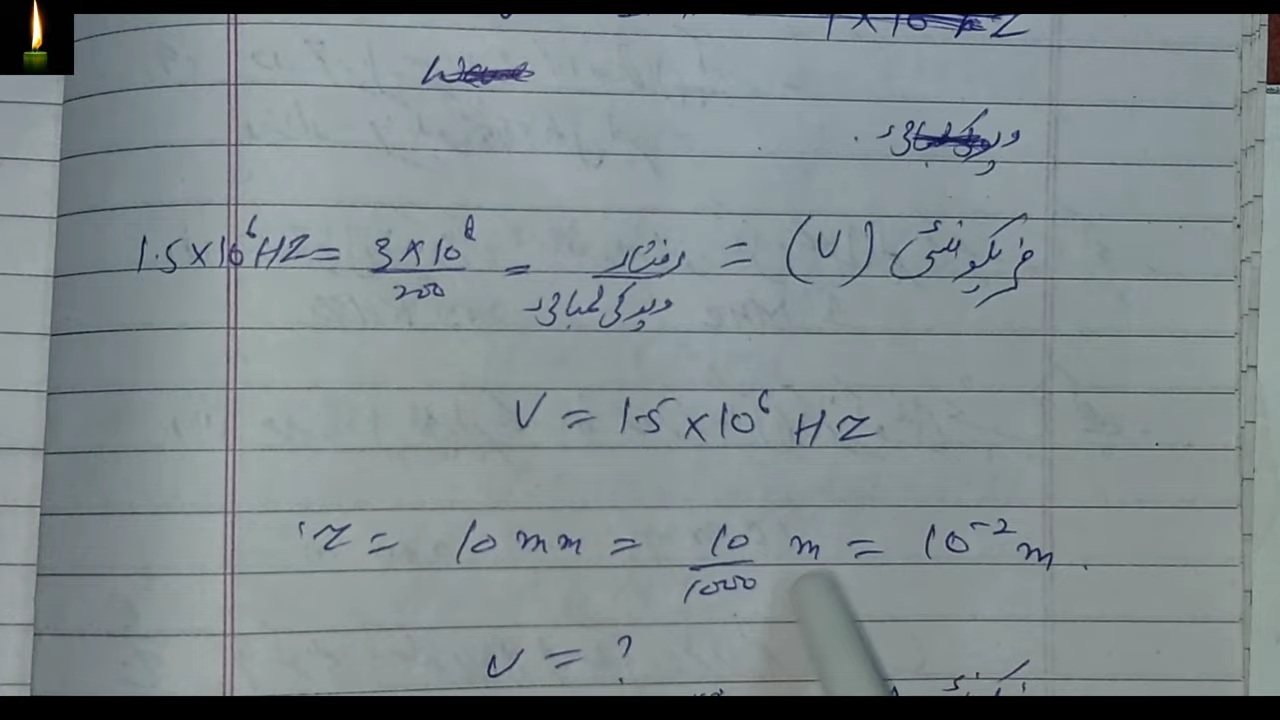 1 × 10 HZ
فریکوئنسی (ν) = رفتار / ویو کی لمبائی = 3×10⁸ / 200 = 1.5×10⁶ HZ
ν = 1.5 × 10⁶ HZ
= 10 mm = 10/1000 m = 10⁻² m.
ν = ?